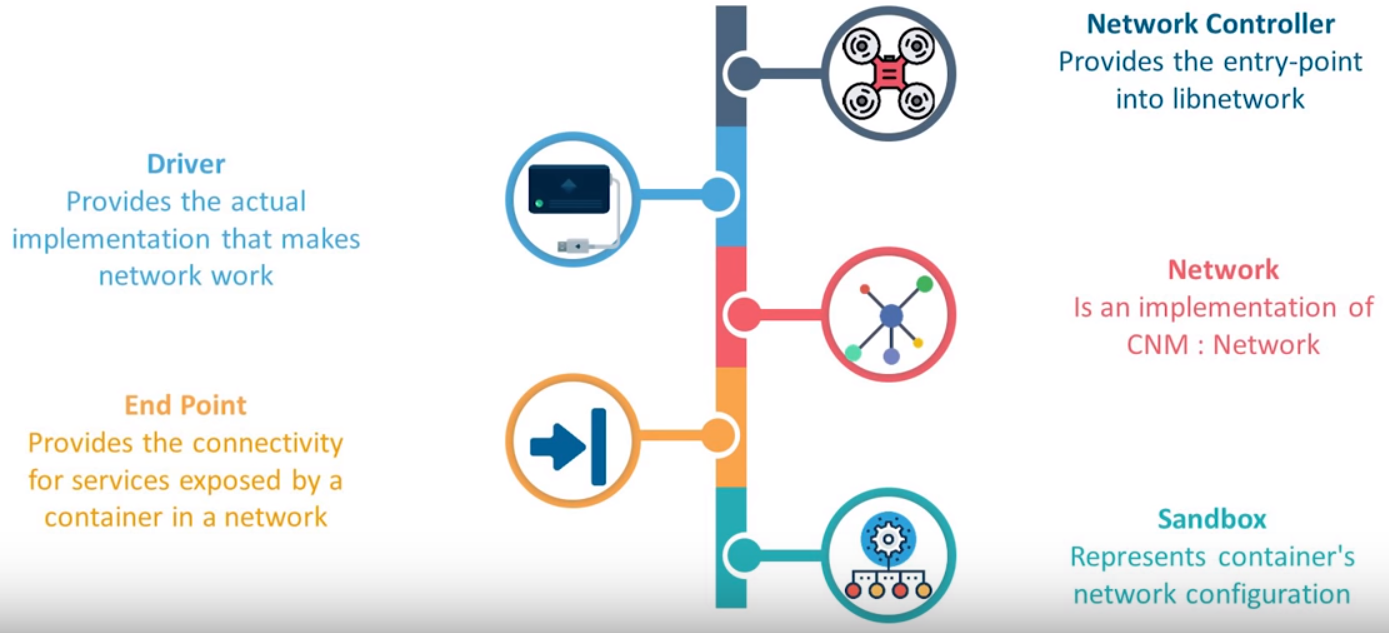 Network Controller
Provides the entry-point
into libnetwork
Driver
Provides the actual
implementation that makes
network work
Network
Is an implementation of
CNM : Network
End Point
Provides the connectivity
for services exposed by a
container in a network
Sandbox
Represents container's
network configuration